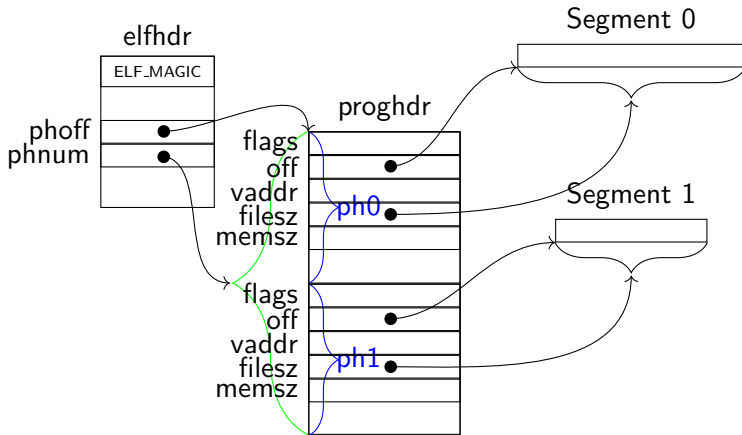 elfhdr
ELF_MAGIC
phoff
phnum
proghdr
flags
off
vaddr
filesz
memsz
ph0
flags
off
vaddr
filesz
memsz
ph1
Segment 0
Segment 1